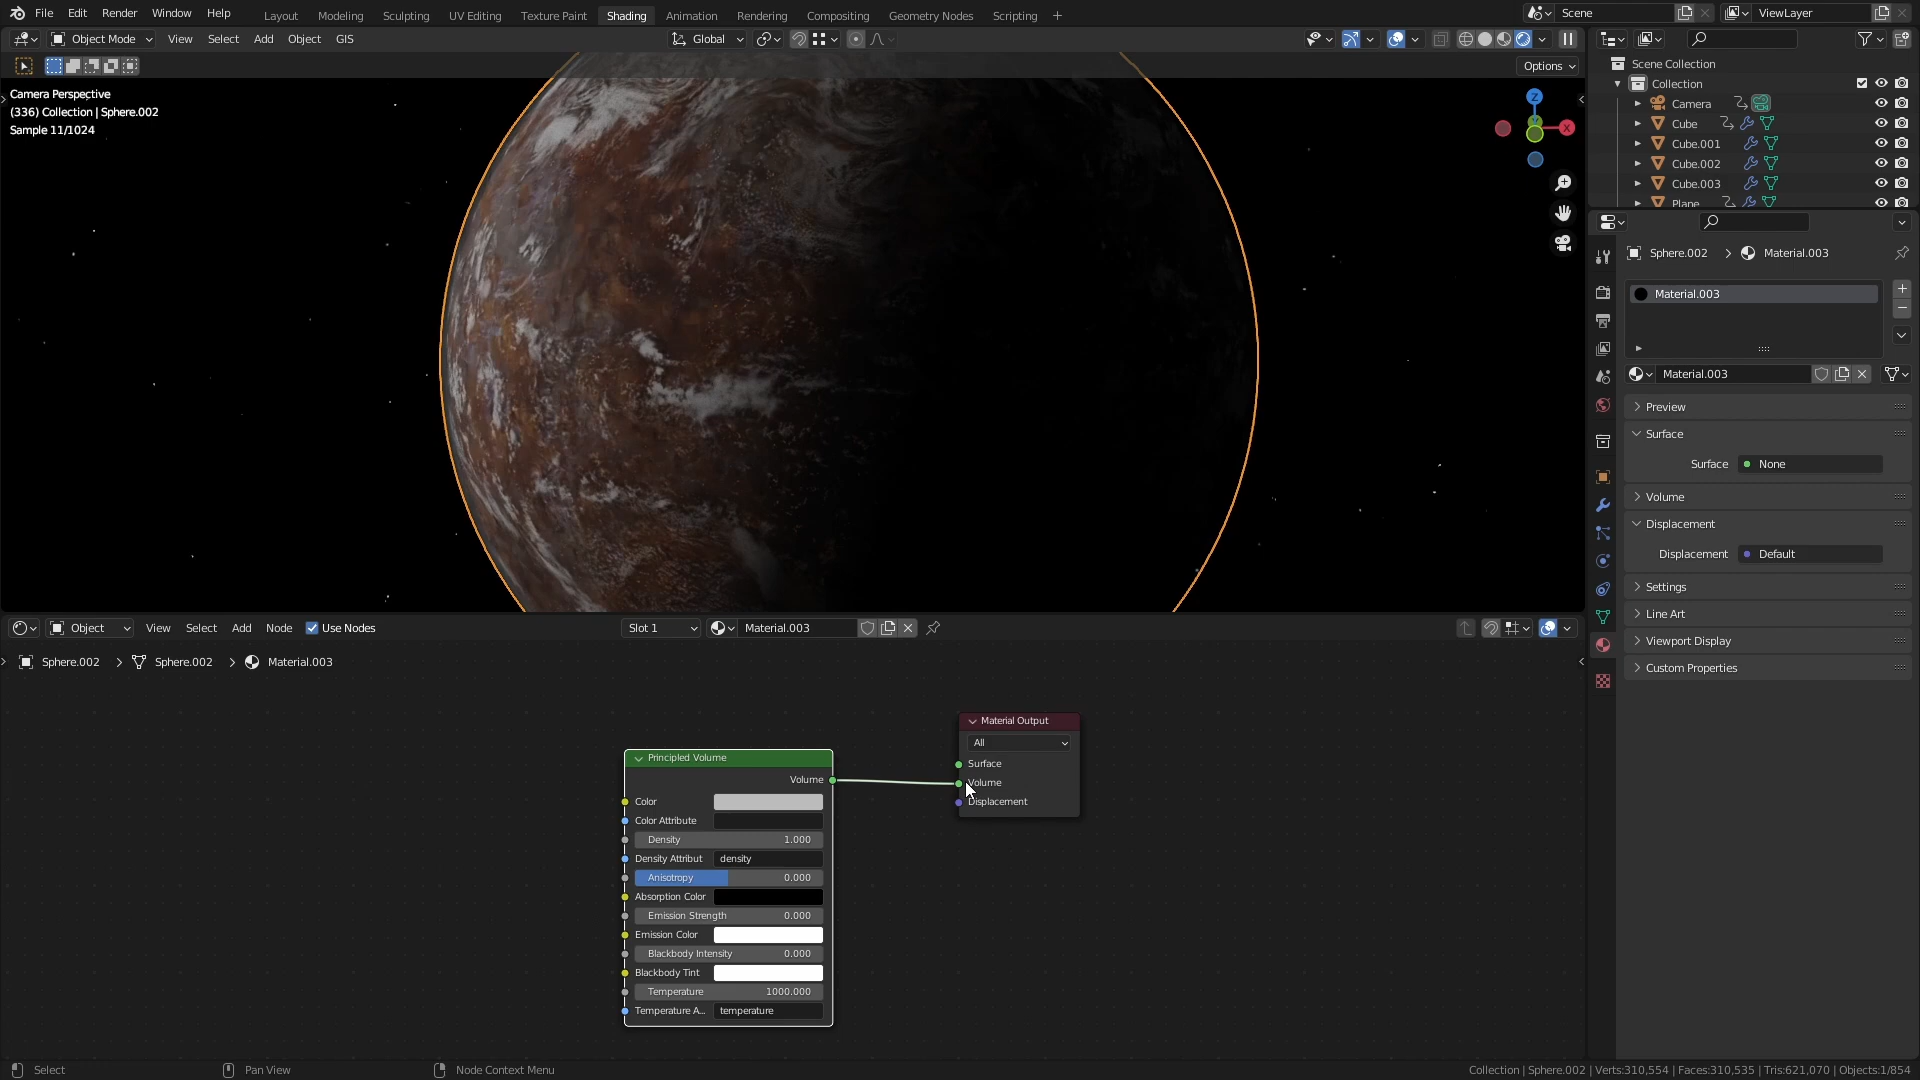 File Edit Render Window Help Layout Modeling Sculpting UV Editing Texture Paint Shading Animation Rendering Compositing Geometry Nodes Scripting + Scene ViewLayer
Object Mode View Select Add Object GIS Global
Options
Camera Perspective
(336) Collection | Sphere.002
Sample 11/1024
Z
X
Scene Collection
Collection
Camera
Cube
Cube.001
Cube.002
Cube.003
Plane
Sphere.002 > Material.003
Material.003
Material.003
Preview
Surface
Surface None
Volume
Displacement
Displacement Default
Settings
Line Art
Viewport Display
Custom Properties
Object View Select Add Node Use Nodes Slot 1 Material.003
Sphere.002 > Sphere.002 > Material.003
Material Output
All
Surface
Volume
Displacement
Principled Volume
Volume
Color
Color Attribute
Density 1.000
Density Attribut density
Anisotropy 0.000
Absorption Color
Emission Strength 0.000
Emission Color
Blackbody Intensity 0.000
Blackbody Tint
Temperature 1000.000
Temperature A... temperature
Select Pan View Node Context Menu Collection | Sphere.002 | Verts:310,554 | Faces:310,535 | Tris:621,070 | Objects:1/854